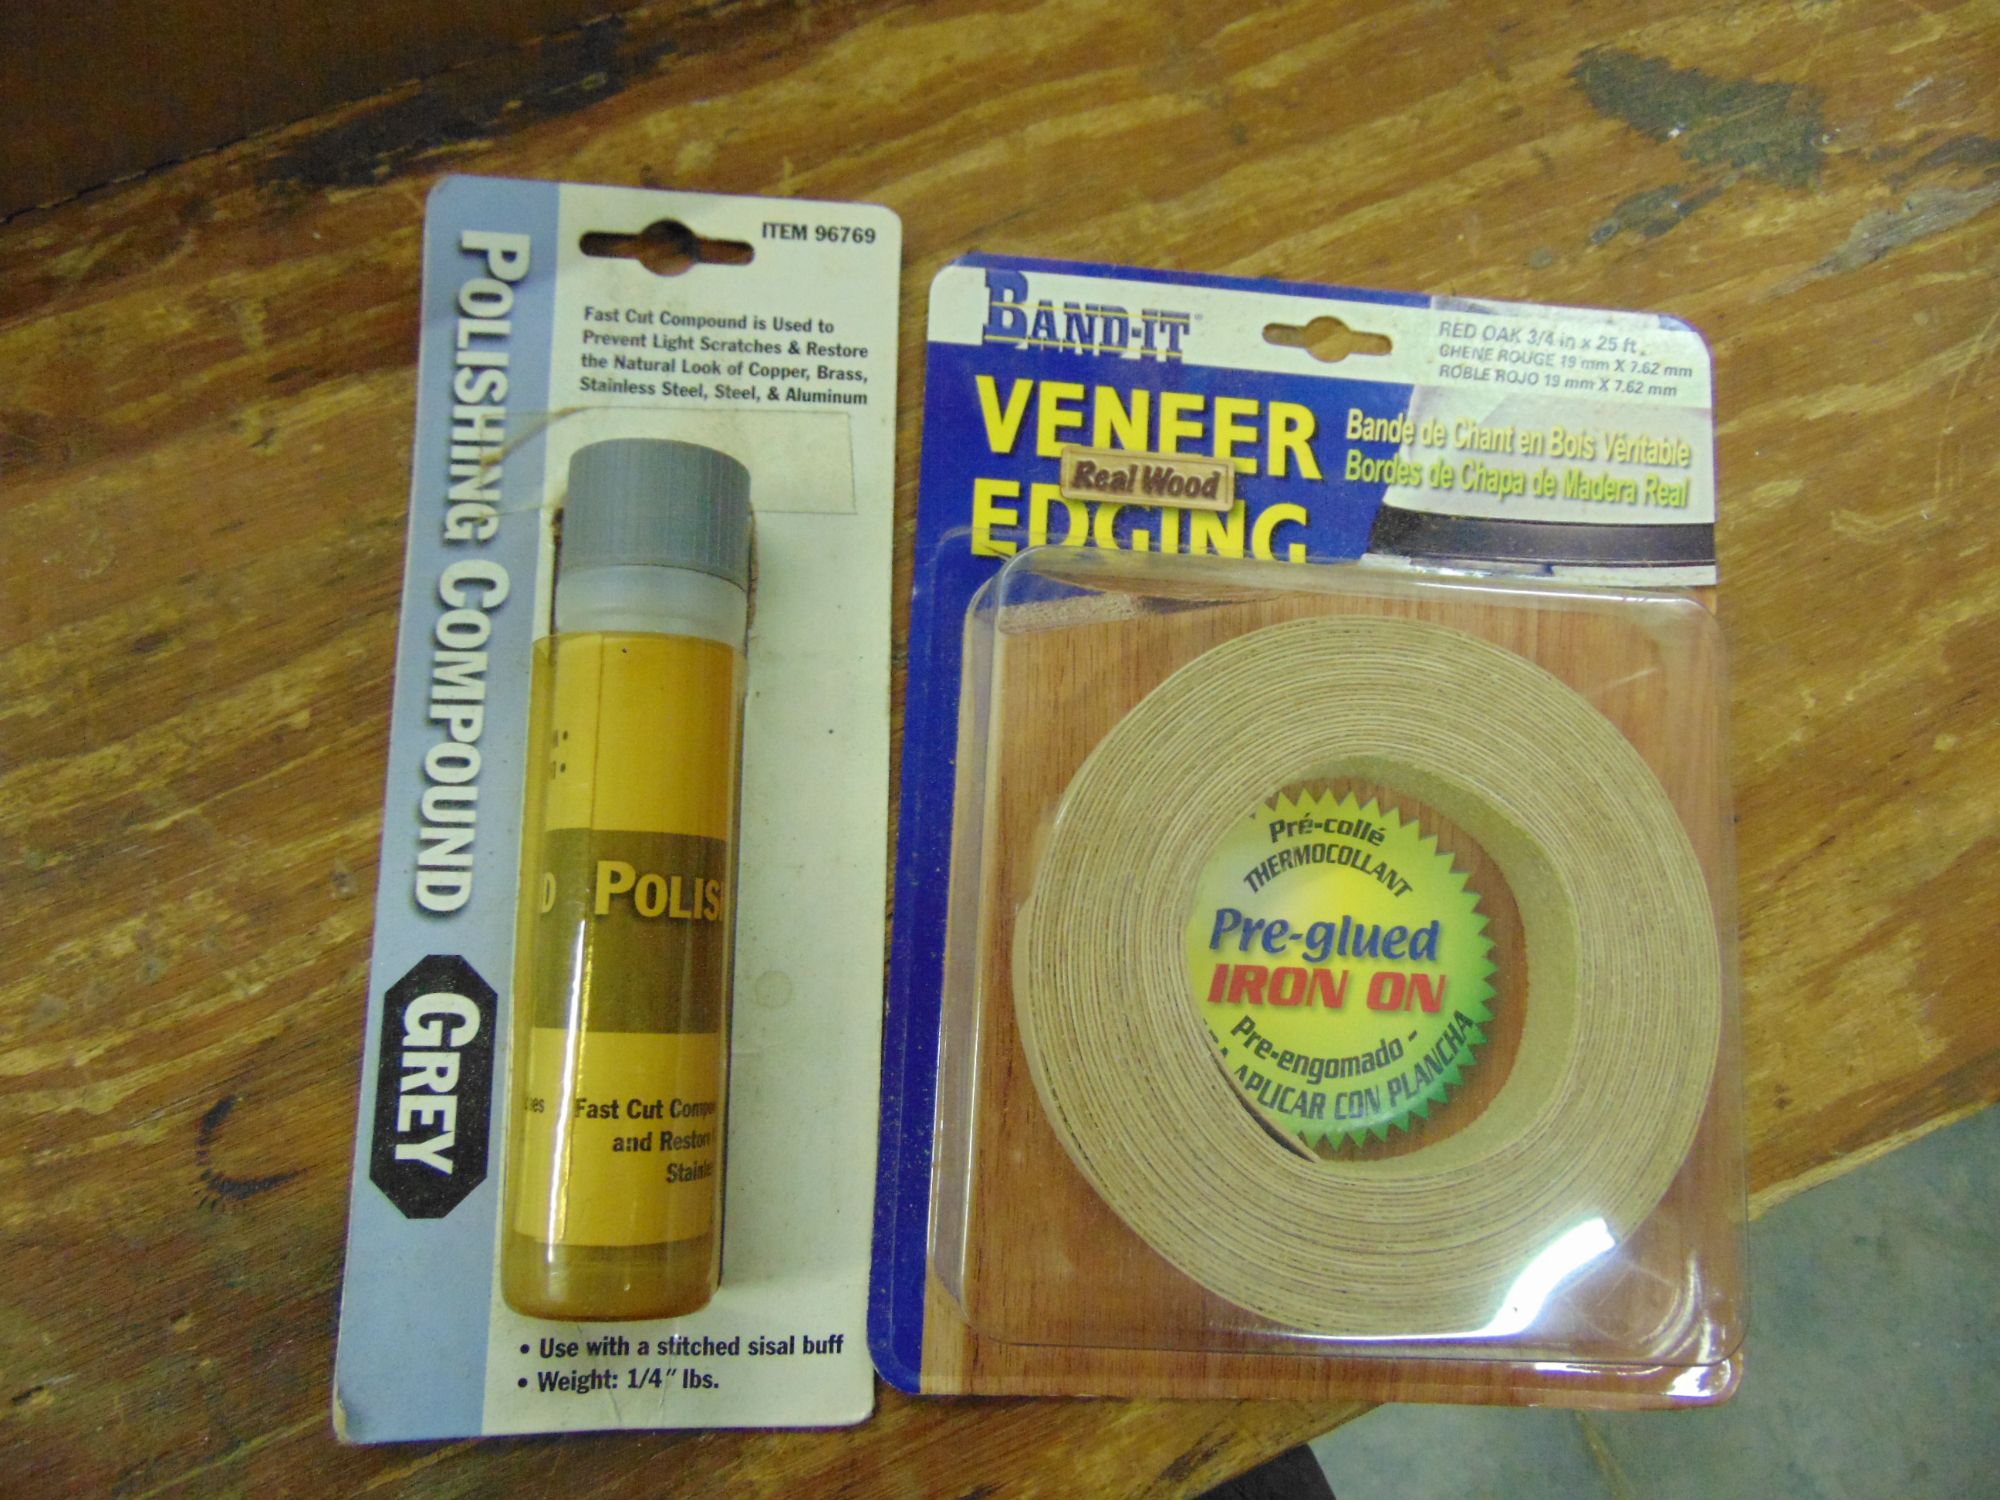 ITEM 96769
Fast Cut Compound is Used to
Prevent Light Scratches & Restore
the Natural Look of Copper, Brass,
Stainless Steel, Steel, & Aluminum
POLISHING COMPOUND
GREY
POLIS
Fast Cut Comp
and Restor
Stainle
• Use with a stitched sisal buff
• Weight: 1/4" lbs.
BAND-IT®
RED OAK 3/4 in x 25 ft.
CHENE ROUGE 19 mm X 7.62 mm
ROBLE ROJO 19 mm X 7.62 mm
VENEER
Real Wood
EDGING
Bande de Chant en Bois Véritable
Bordes de Chapa de Madera Real
Pré-collé
THERMOCOLLANT
Pre-glued
IRON ON
Pre-engomado -
APLICAR CON PLANCHA